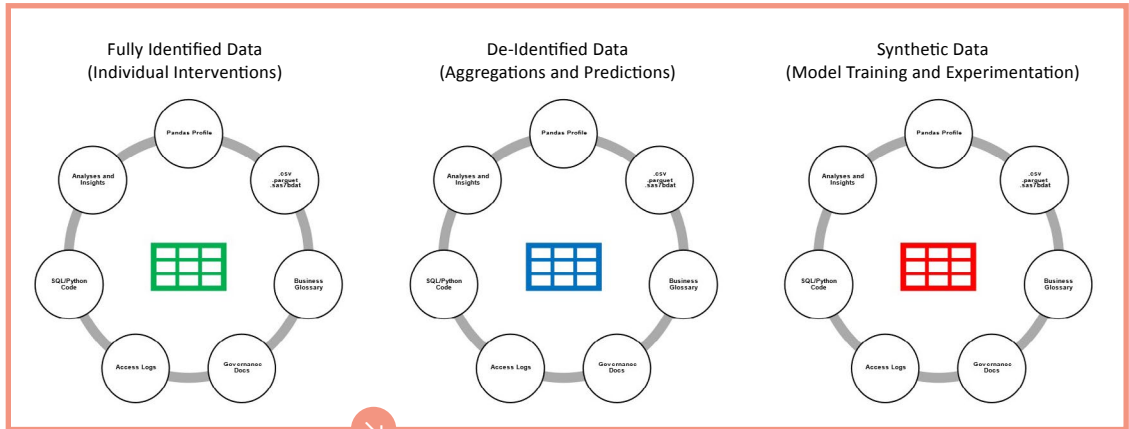 Fully Identified Data
(Individual Interventions)
Pandas Profile
.csv
.parquet
.sas7bdat
Business
Glossary
Governance
Docs
Access Logs
SQL/Python
Code
Analyses and
Insights
De-Identified Data
(Aggregations and Predictions)
Pandas Profile
.csv
.parquet
.sas7bdat
Business
Glossary
Governance
Docs
Access Logs
SQL/Python
Code
Analyses and
Insights
Synthetic Data
(Model Training and Experimentation)
Pandas Profile
.csv
.parquet
.sas7bdat
Business
Glossary
Governance
Docs
Access Logs
SQL/Python
Code
Analyses and
Insights